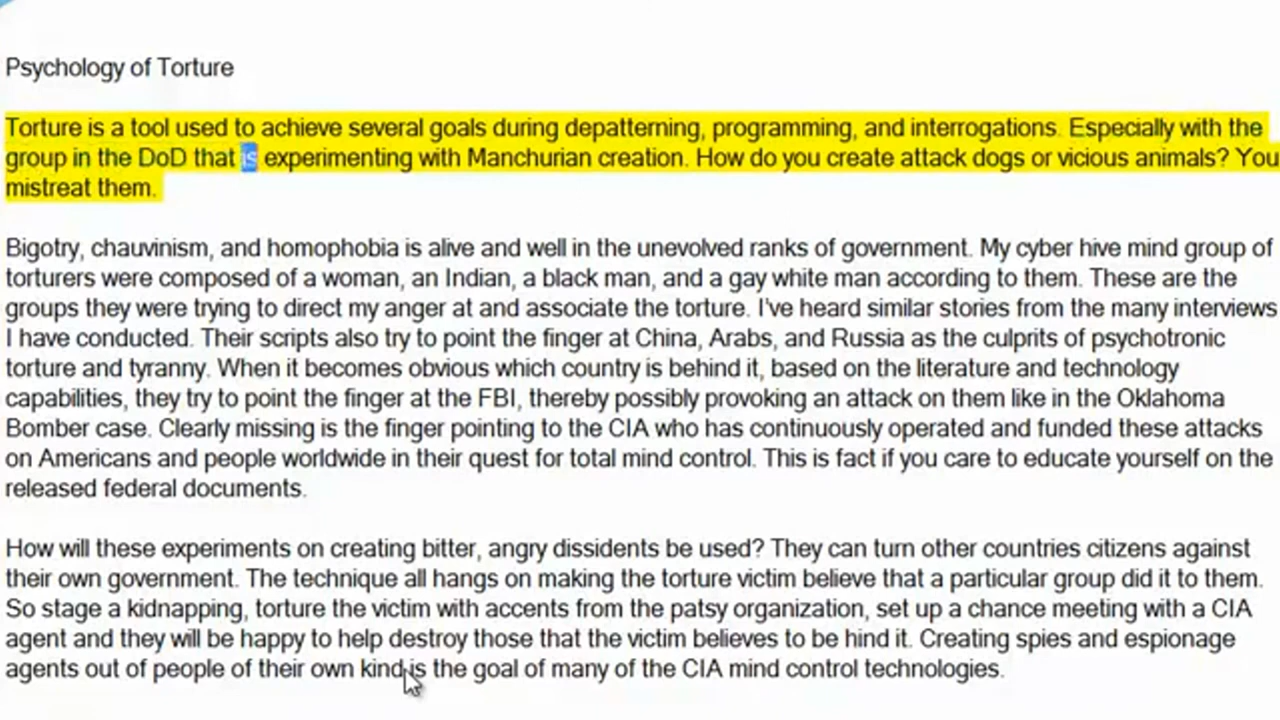 Psychology of Torture
Torture is a tool used to achieve several goals during depatterning, programming, and interrogations. Especially with the
group in the DoD that is experimenting with Manchurian creation. How do you create attack dogs or vicious animals? You
mistreat them.
Bigotry, chauvinism, and homophobia is alive and well in the unevolved ranks of government. My cyber hive mind group of
torturers were composed of a woman, an Indian, a black man, and a gay white man according to them. These are the
groups they were trying to direct my anger at and associate the torture. I've heard similar stories from the many interviews
I have conducted. Their scripts also try to point the finger at China, Arabs, and Russia as the culprits of psychotronic
torture and tyranny. When it becomes obvious which country is behind it, based on the literature and technology
capabilities, they try to point the finger at the FBI, thereby possibly provoking an attack on them like in the Oklahoma
Bomber case. Clearly missing is the finger pointing to the CIA who has continuously operated and funded these attacks
on Americans and people worldwide in their quest for total mind control. This is fact if you care to educate yourself on the
released federal documents.
How will these experiments on creating bitter, angry dissidents be used? They can turn other countries citizens against
their own government. The technique all hangs on making the torture victim believe that a particular group did it to them.
So stage a kidnapping, torture the victim with accents from the patsy organization, set up a chance meeting with a CIA
agent and they will be happy to help destroy those that the victim believes to be hind it. Creating spies and espionage
agents out of people of their own kind is the goal of many of the CIA mind control technologies.